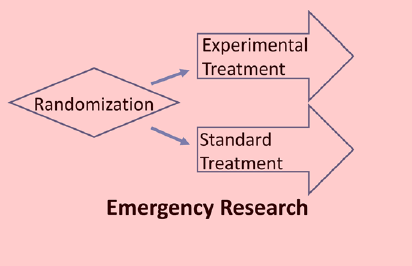 Experimental
Treatment
Randomization
Standard
Treatment
Emergency Research